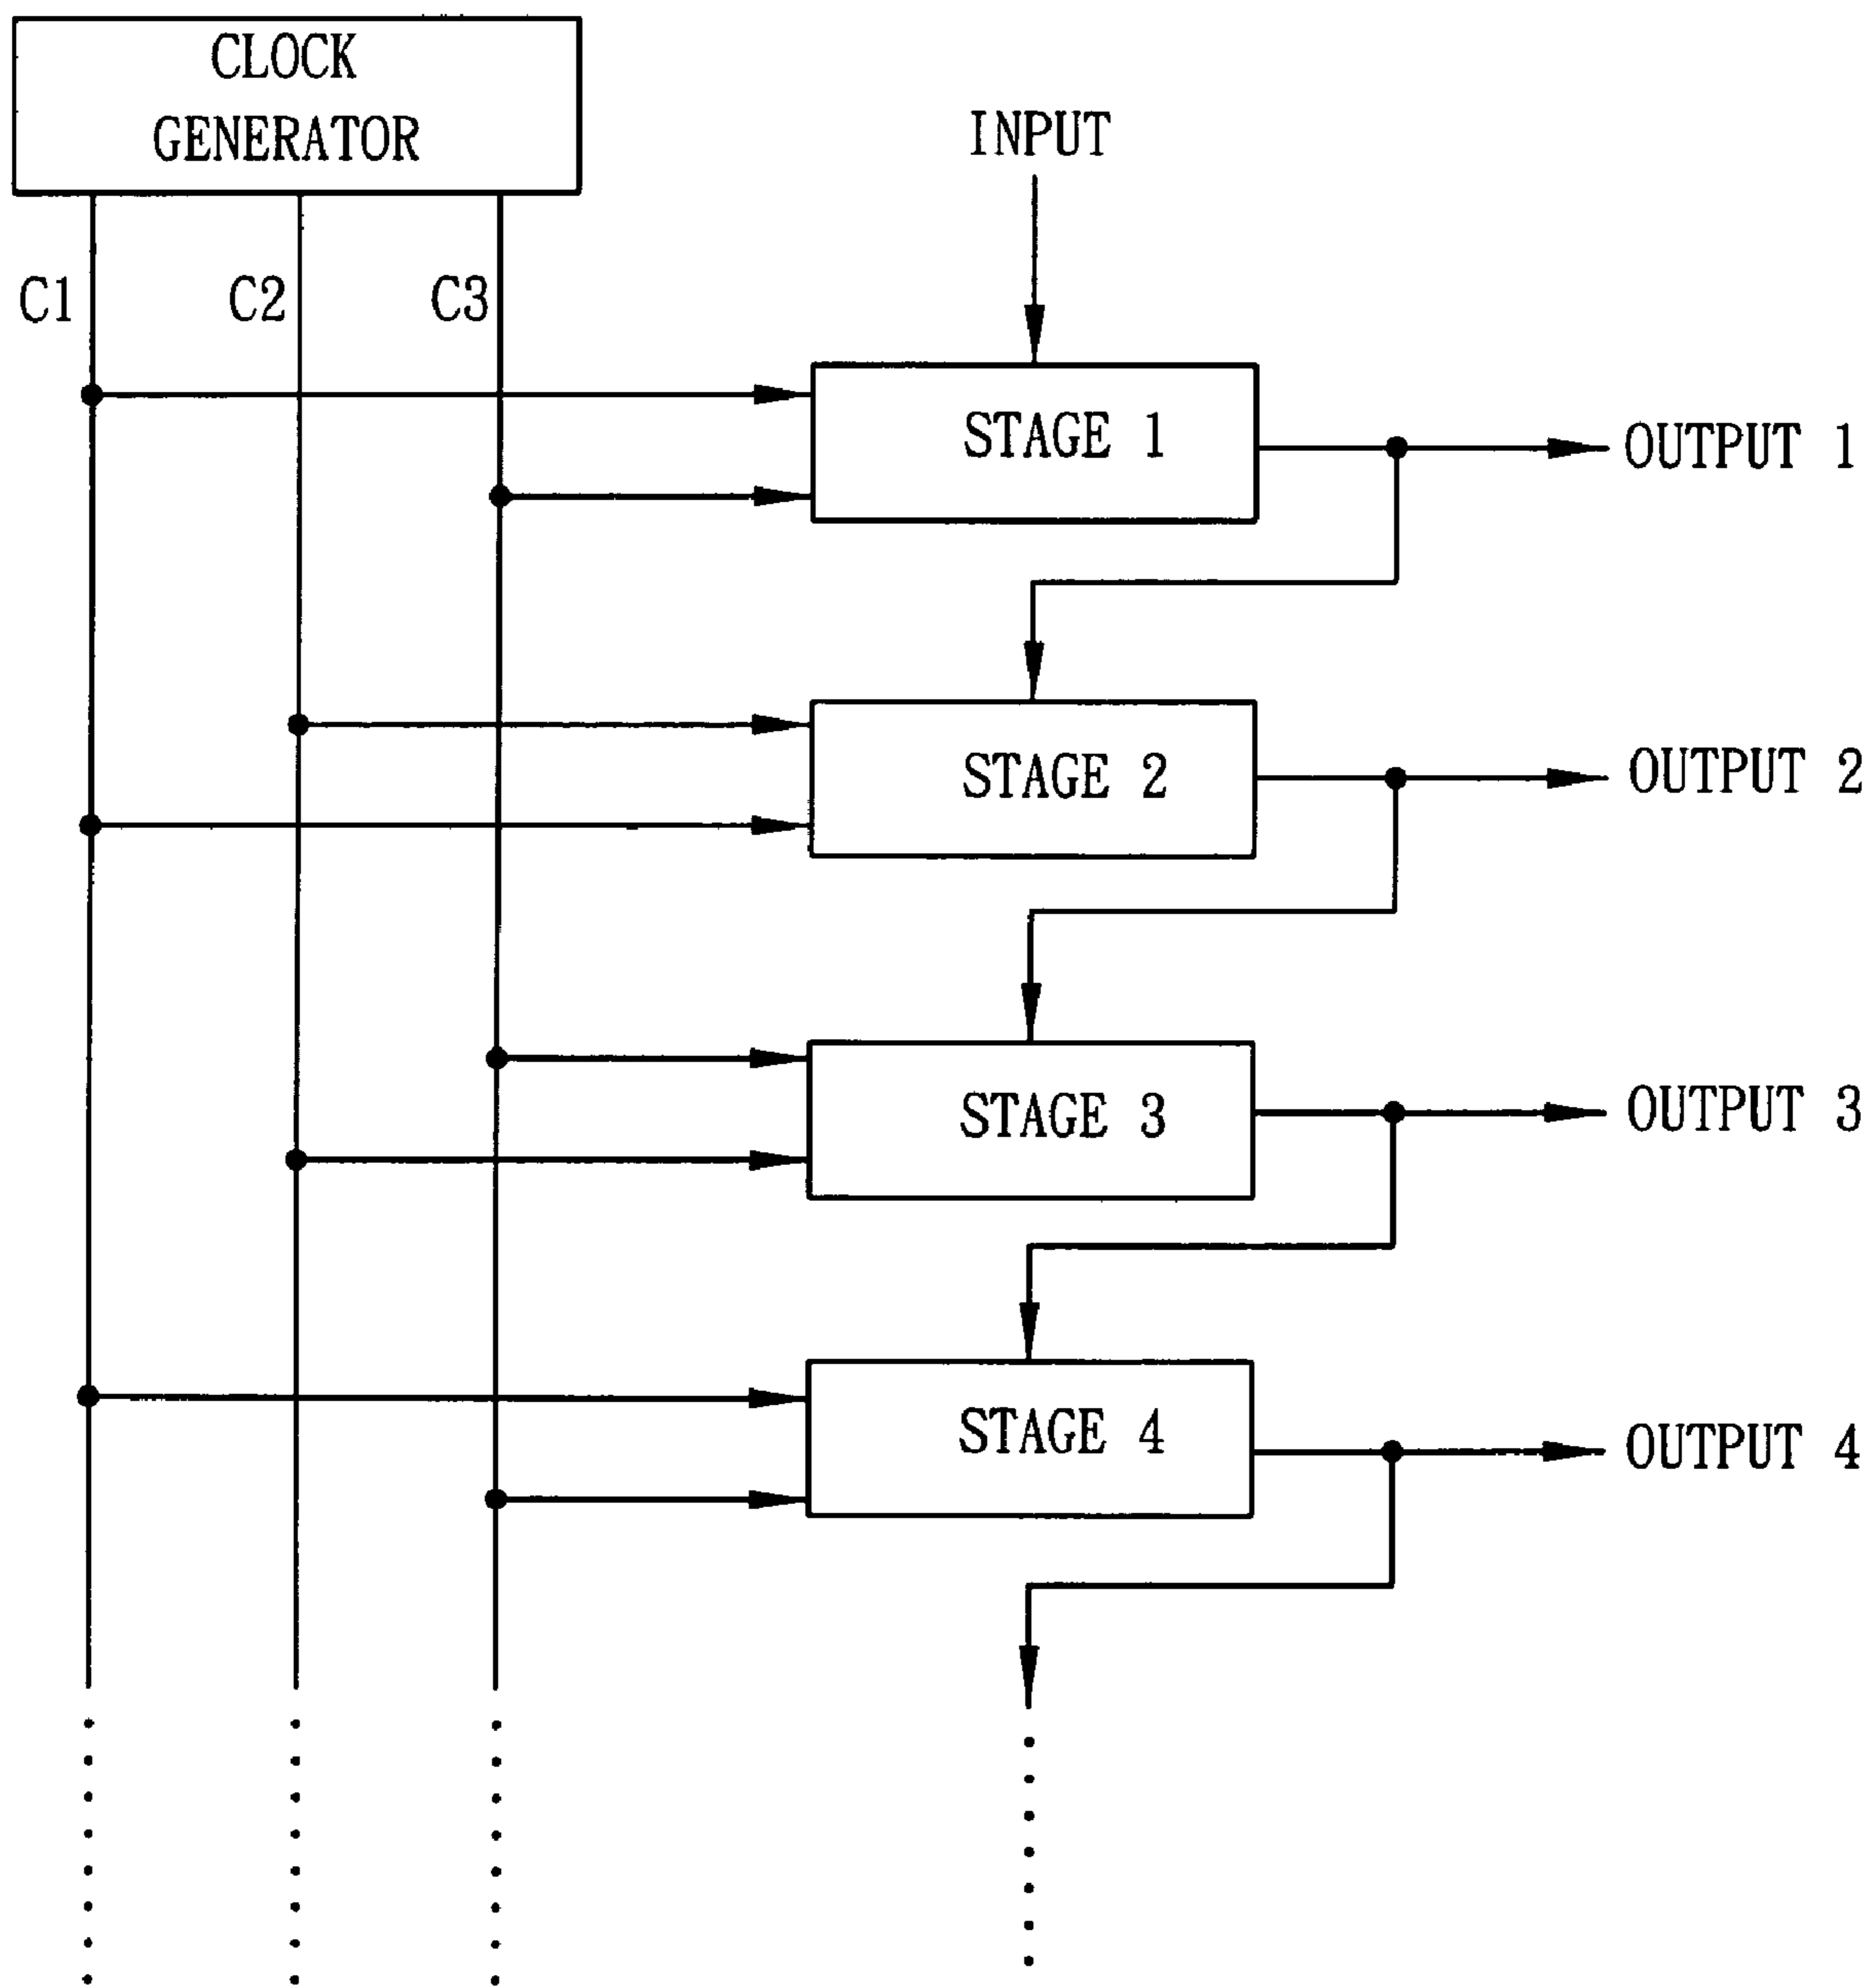 CLOCK
GENERATOR
INPUT
C1
C2
C3
STAGE 1
OUTPUT 1
STAGE 2
OUTPUT 2
STAGE 3
OUTPUT 3
STAGE 4
OUTPUT 4